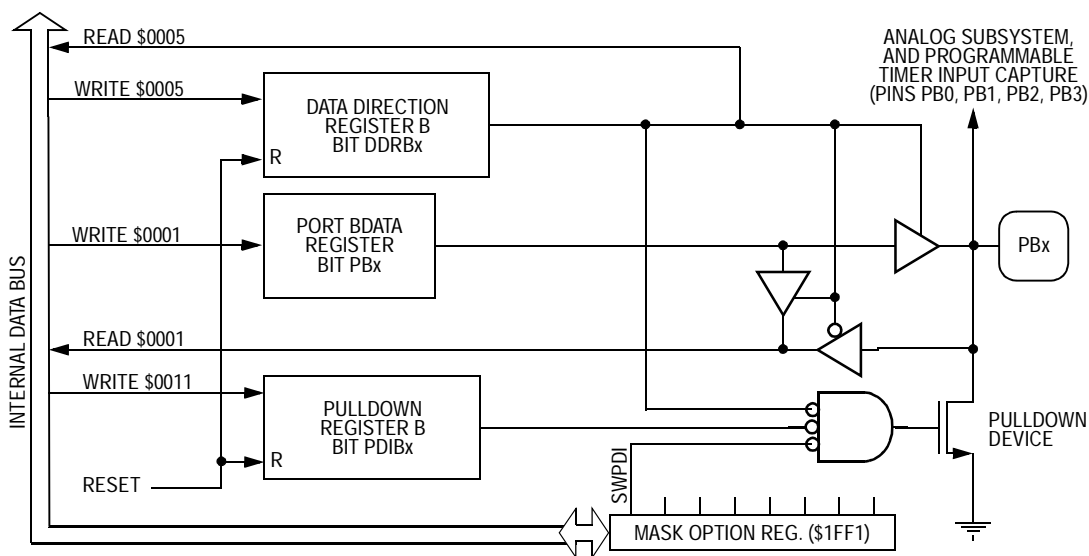 READ $0005
WRITE $0005
DATA DIRECTION
REGISTER B
BIT DDRBx
R
ANALOG SUBSYSTEM,
AND PROGRAMMABLE
TIMER INPUT CAPTURE
(PINS PB0, PB1, PB2, PB3)
WRITE $0001
PORT BDATA
REGISTER
BIT PBx
PBx
READ $0001
WRITE $0011
PULLDOWN
REGISTER B
BIT PDIBx
R
RESET
PULLDOWN
DEVICE
SWPDI
MASK OPTION REG. ($1FF1)
INTERNAL DATA BUS